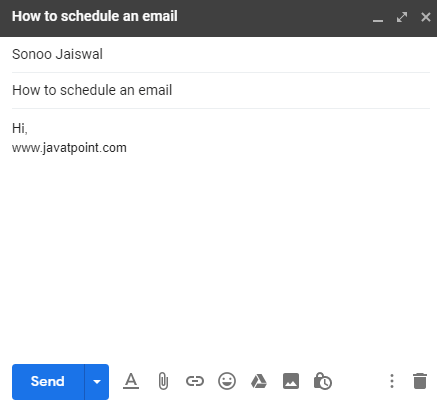 How to schedule an email
Sonoo Jaiswal
How to schedule an email
Hi,
www.javatpoint.com
Send